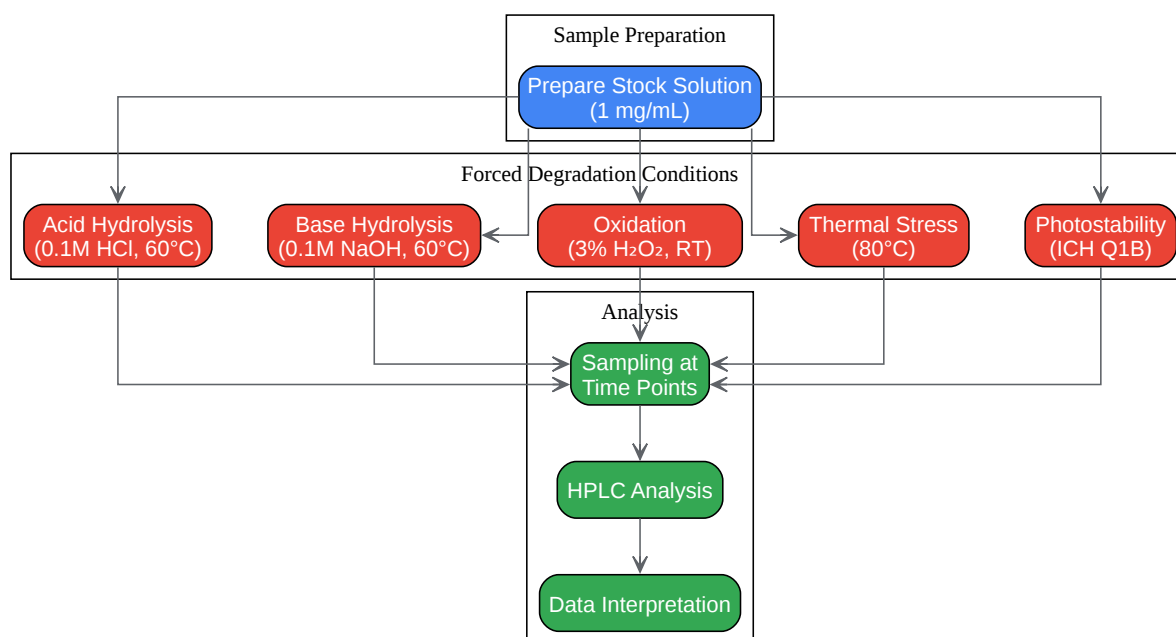 Sample Preparation
Prepare Stock Solution
(1 mg/mL)
Forced Degradation Conditions
Acid Hydrolysis
(0.1M HCl, 60°C)
Base Hydrolysis
(0.1M NaOH, 60°C)
Oxidation
(3% H₂O₂, RT)
Thermal Stress
(80°C)
Photostability
(ICH Q1B)
Analysis
Sampling at
Time Points
HPLC Analysis
Data Interpretation